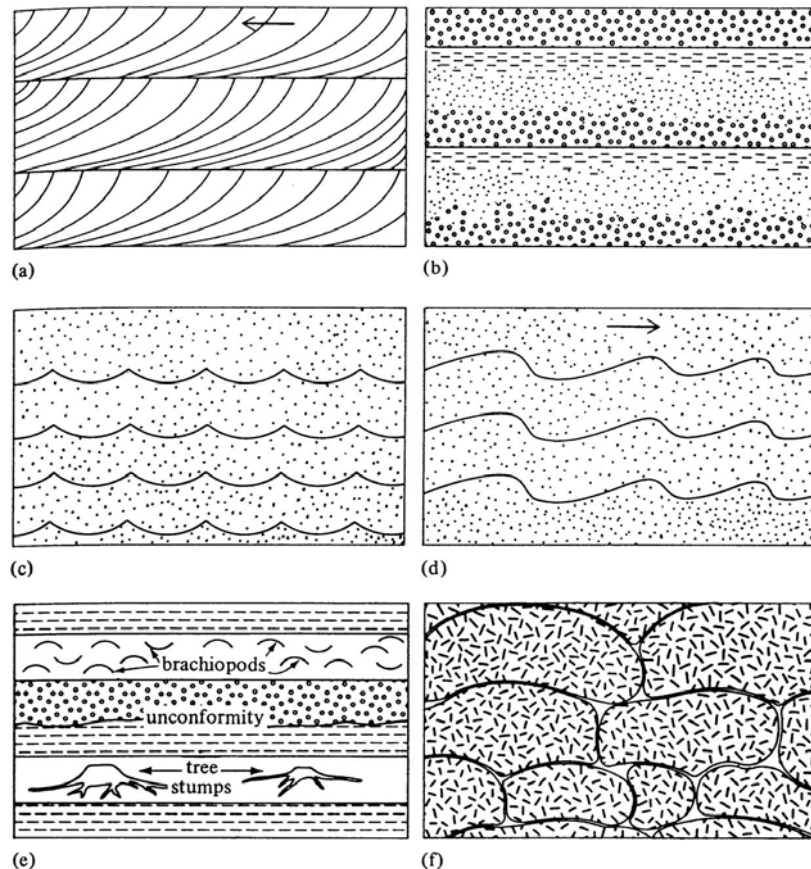 (a)
(b)
(c)
(d)
brachiopods
unconformity
tree
stumps
(e)
(f)